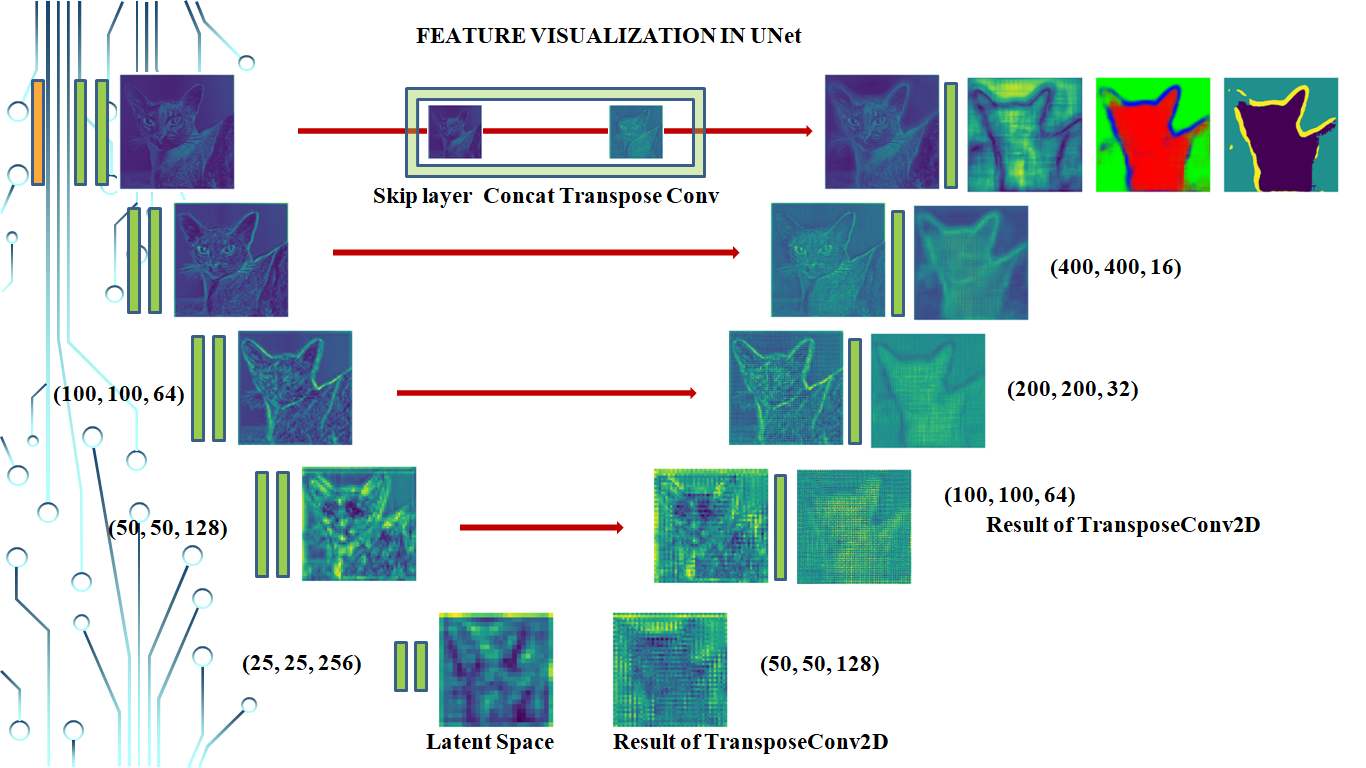 FEATURE VISUALIZATION IN UNet
Skip layer Concat Transpose Conv
(400, 400, 16)
(100, 100, 64)
(200, 200, 32)
(50, 50, 128)
(100, 100, 64)
Result of TransposeConv2D
(25, 25, 256)
(50, 50, 128)
Latent Space
Result of TransposeConv2D